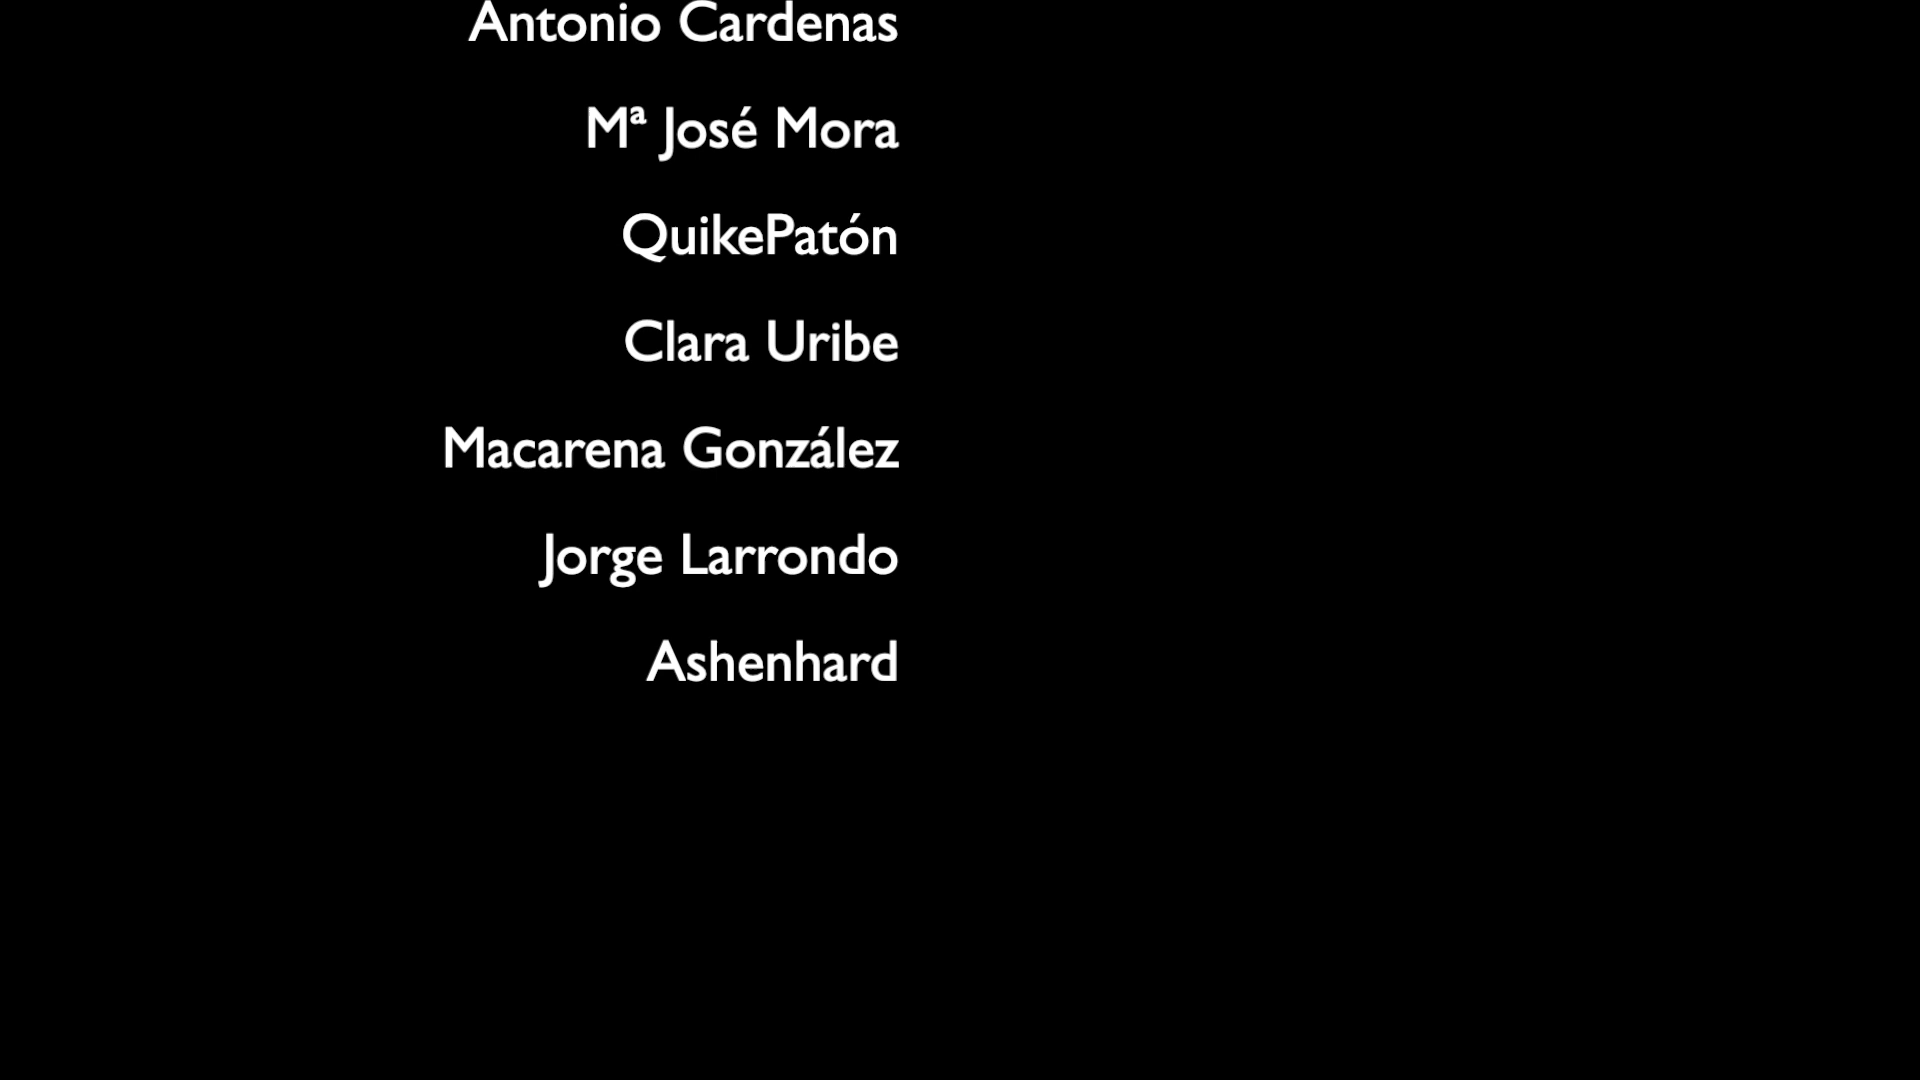 Antonio Cardenas
Mª José Mora
QuikePatón
Clara Uribe
Macarena González
Jorge Larrondo
Ashenhard